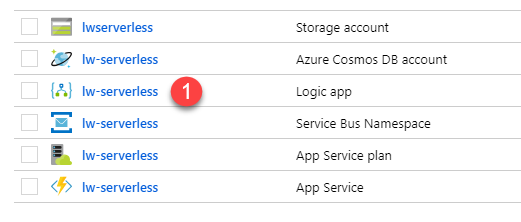 lwserverless Storage account
lw-serverless Azure Cosmos DB account
lw-serverless 1 Logic app
lw-serverless Service Bus Namespace
lw-serverless App Service plan
lw-serverless App Service